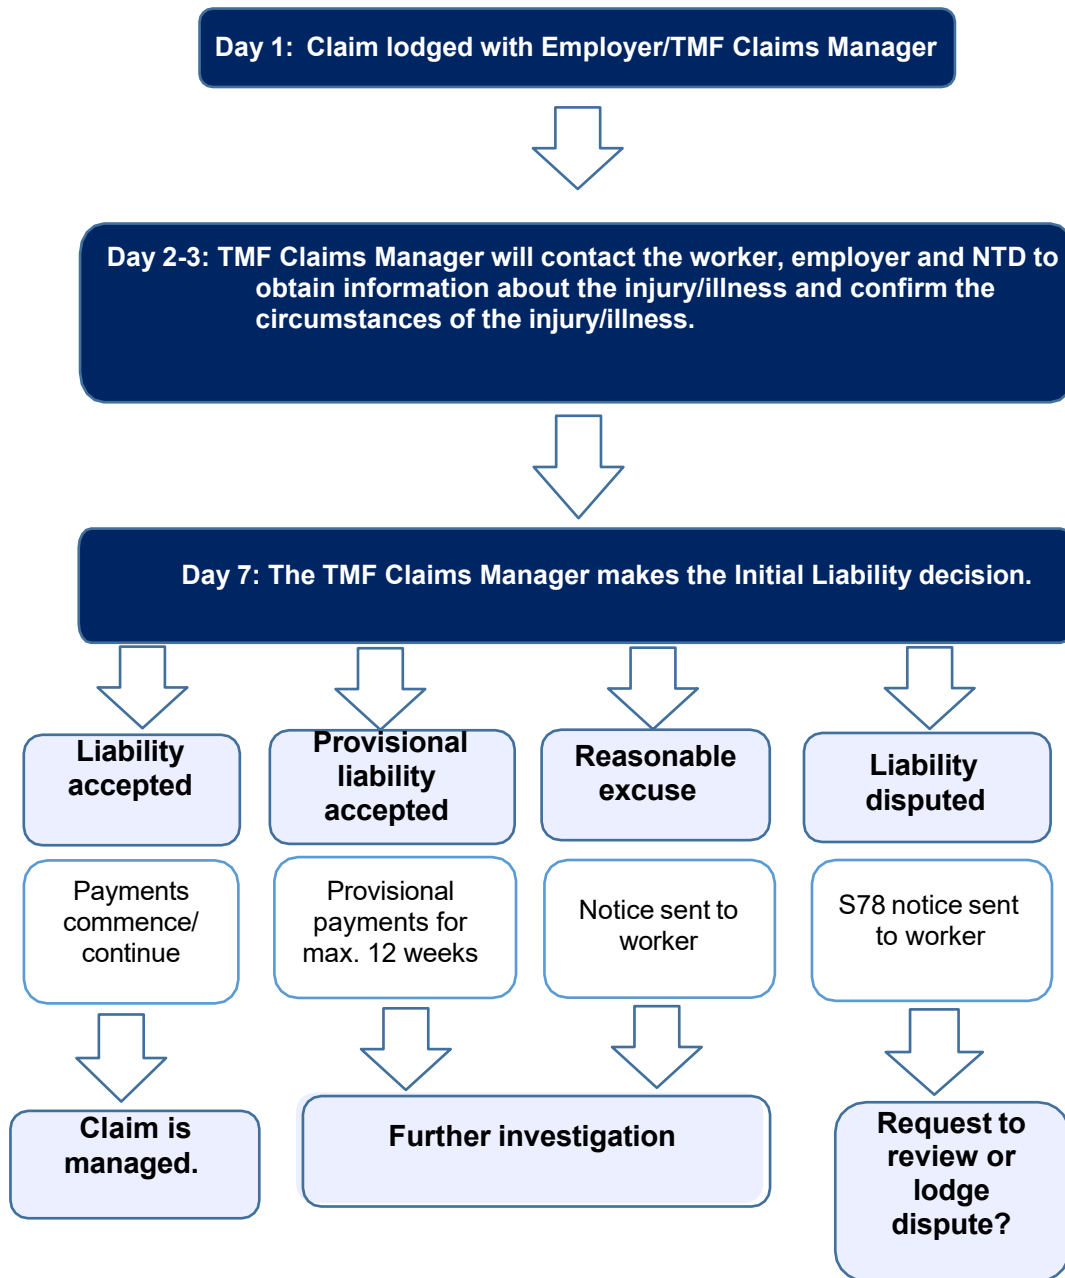 Day 1: Claim lodged with Employer/TMF Claims Manager
Day 2-3: TMF Claims Manager will contact the worker, employer and NTD to
obtain information about the injury/illness and confirm the
circumstances of the injury/illness.
Day 7: The TMF Claims Manager makes the Initial Liability decision.
Liability
accepted
Provisional
liability
accepted
Reasonable
excuse
Liability
disputed
Payments
commence/
continue
Provisional
payments for
max. 12 weeks
Notice sent to
worker
S78 notice sent
to worker
Claim is
managed.
Further investigation
Request to
review or
lodge
dispute?